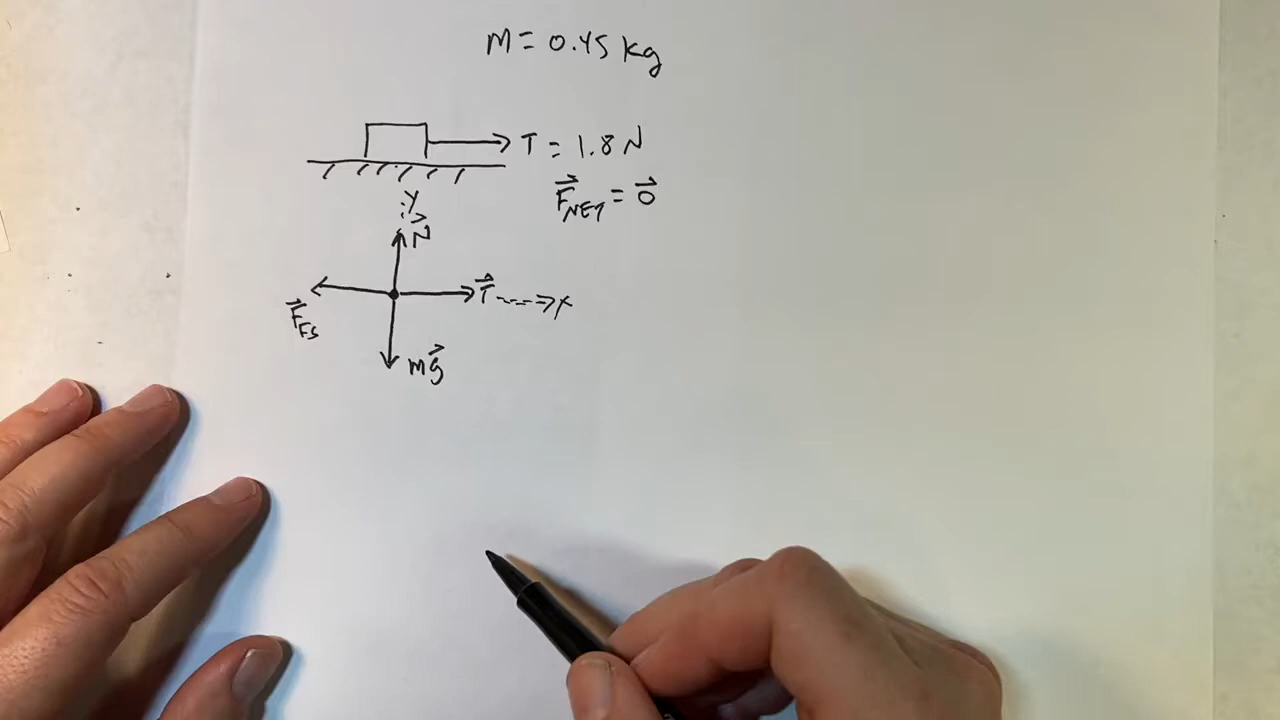 M = 0.45 kg
T = 1.8 N
F⃗NET = 0⃗
Y
N⃗
T⃗ ---> x
F⃗Fs
mg⃗